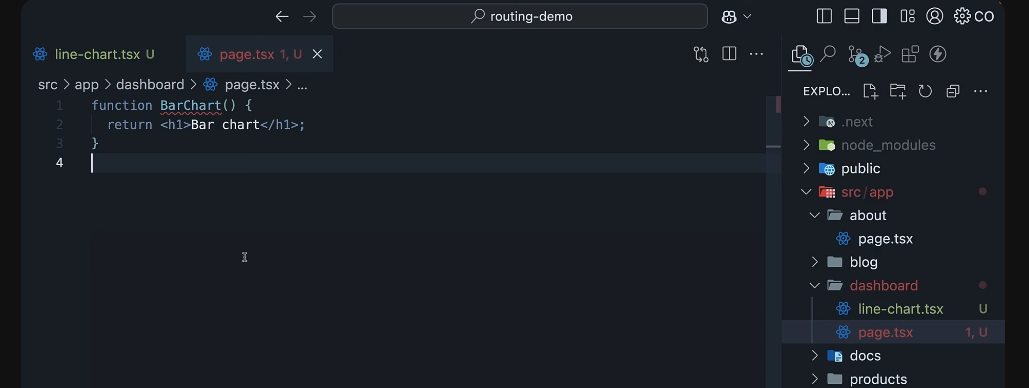 routing-demo
CO
line-chart.tsx U
page.tsx 1, U
src > app > dashboard > page.tsx > ...
EXPLO...
1 function BarChart() {
2 return <h1>Bar chart</h1>;
3 }
4
.next
node_modules
public
src/app
about
page.tsx
blog
dashboard
line-chart.tsx U
page.tsx 1, U
docs
products
2